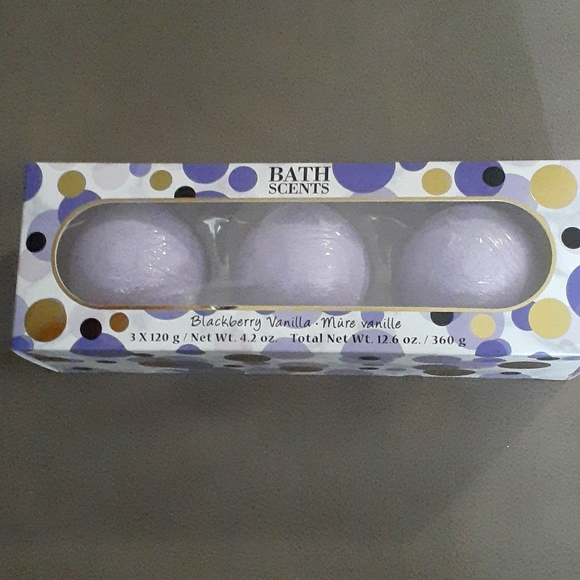 BATH
SCENTS
Blackberry Vanilla · Mûre vanille
3 X 120 g / Net Wt. 4.2 oz. Total Net Wt. 12.6 oz. / 360 g